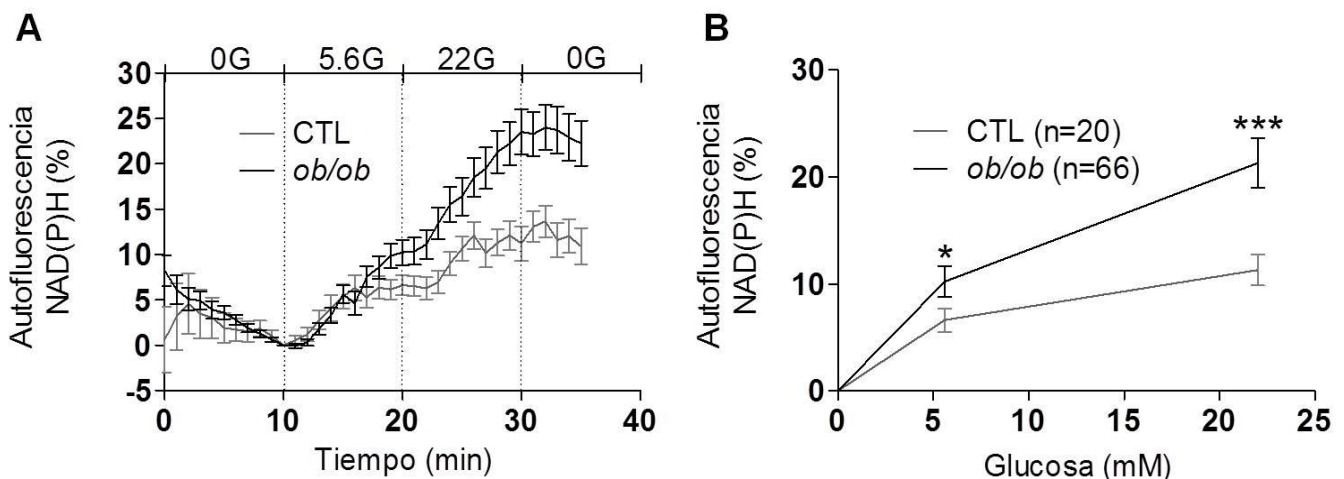 A
0G 5.6G 22G 0G
30
25
20
15
10
5
0
-5
Autofluorescencia
NAD(P)H (%)
CTL
ob/ob
0 10 20 30 40
Tiempo (min)
B
30
20
10
0
Autofluorescencia
NAD(P)H (%)
CTL (n=20)
ob/ob (n=66)
*
***
0 5 10 15 20 25
Glucosa (mM)